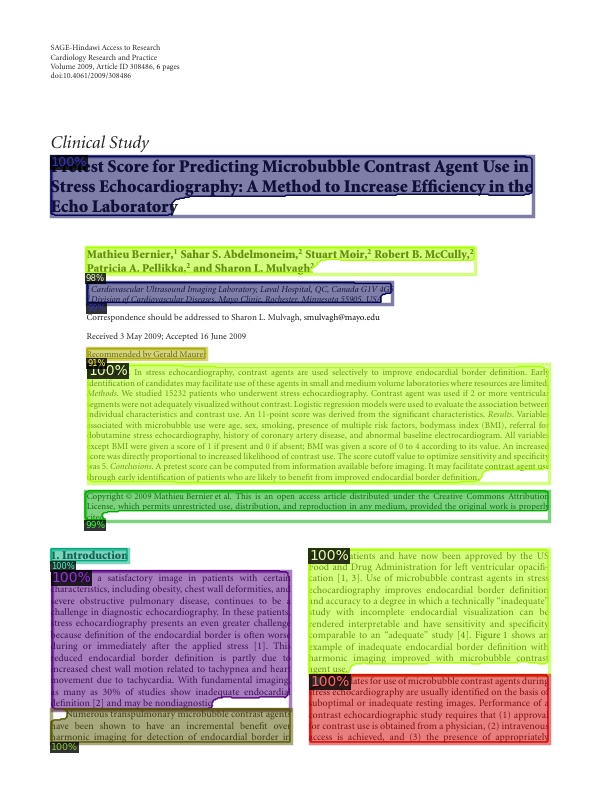 SAGE-Hindawi Access to Research
Cardiology Research and Practice
Volume 2009, Article ID 308486, 6 pages
doi:10.4061/2009/308486
Clinical Study
100%
Pretest Score for Predicting Microbubble Contrast Agent Use in
Stress Echocardiography: A Method to Increase Efficiency in the
Echo Laboratory
Mathieu Bernier,1 Sahar S. Abdelmoneim,2 Stuart Moir,2 Robert B. McCully,2
Patricia A. Pellikka,2 and Sharon L. Mulvagh2
98%
Cardiovascular Ultrasound Imaging Laboratory, Laval Hospital, QC, Canada G1V 4G5
Division of Cardiovascular Diseases, Mayo Clinic, Rochester, Minnesota 55905, USA
Correspondence should be addressed to Sharon L. Mulvagh, smulvagh@mayo.edu
Received 3 May 2009; Accepted 16 June 2009
Recommended by Gerald Maurer
91%
100% In stress echocardiography, contrast agents are used selectively to improve endocardial border definition. Early
identification of candidates may facilitate use of these agents in small and medium volume laboratories where resources are limited.
Methods. We studied 15232 patients who underwent stress echocardiography. Contrast agent was used if 2 or more ventricular
segments were not adequately visualized without contrast. Logistic regression models were used to evaluate the association between
individual characteristics and contrast use. An 11-point score was derived from the significant characteristics. Results. Variables
associated with microbubble use were age, sex, smoking, presence of multiple risk factors, bodymass index (BMI), referral for
dobutamine stress echocardiography, history of coronary artery disease, and abnormal baseline electrocardiogram. All variables
except BMI were given a score of 1 if present and 0 if absent; BMI was given a score of 0 to 4 according to its value. An increased
score was directly proportional to increased likelihood of contrast use. The score cutoff value to optimize sensitivity and specificity
was 5. Conclusions. A pretest score can be computed from information available before imaging. It may facilitate contrast agent use
through early identification of patients who are likely to benefit from improved endocardial border definition.
Copyright © 2009 Mathieu Bernier et al. This is an open access article distributed under the Creative Commons Attribution
License, which permits unrestricted use, distribution, and reproduction in any medium, provided the original work is properly
cited.
99%
1. Introduction
100%
100% a satisfactory image in patients with certain
characteristics, including obesity, chest wall deformities, and
severe obstructive pulmonary disease, continues to be a
challenge in diagnostic echocardiography. In these patients,
stress echocardiography presents an even greater challenge
because definition of the endocardial border is often worse
during or immediately after the applied stress [1]. This
reduced endocardial border definition is partly due to
increased chest wall motion related to tachypnea and heart
movement due to tachycardia. With fundamental imaging,
as many as 30% of studies show inadequate endocardial
definition [2] and may be nondiagnostic.
Numerous transpulmonary microbubble contrast agents
have been shown to have an incremental benefit over
harmonic imaging for detection of endocardial border in
100%
100% patients and have now been approved by the US
Food and Drug Administration for left ventricular opacifi-
cation [1, 3]. Use of microbubble contrast agents in stress
echocardiography improves endocardial border definition
and accuracy to a degree in which a technically “inadequate”
study with incomplete endocardial visualization can be
rendered interpretable and have sensitivity and specificity
comparable to an “adequate” study [4]. Figure 1 shows an
example of inadequate endocardial border definition with
harmonic imaging improved with microbubble contrast
agent use.
100% dates for use of microbubble contrast agents during
stress echocardiography are usually identified on the basis of
suboptimal or inadequate resting images. Performance of a
contrast echocardiographic study requires that (1) approval
for contrast use is obtained from a physician, (2) intravenous
access is achieved, and (3) the presence of appropriately